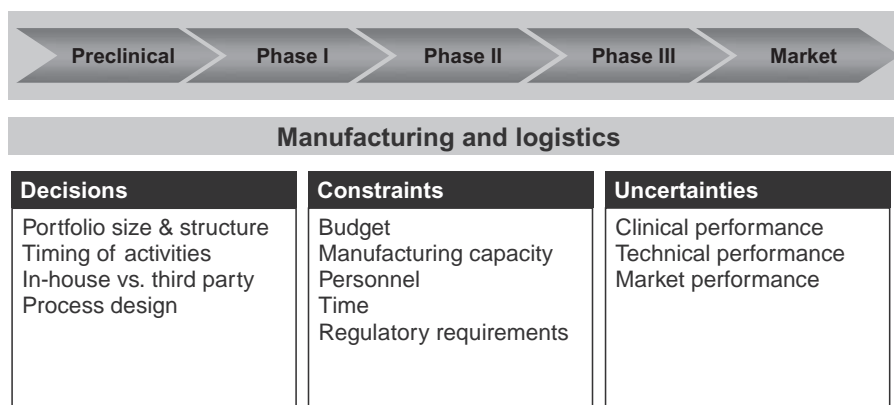 Preclinical Phase I Phase II Phase III Market
Manufacturing and logistics
Decisions
Portfolio size & structure
Timing of activities
In-house vs. third party
Process design
Constraints
Budget
Manufacturing capacity
Personnel
Time
Regulatory requirements
Uncertainties
Clinical performance
Technical performance
Market performance